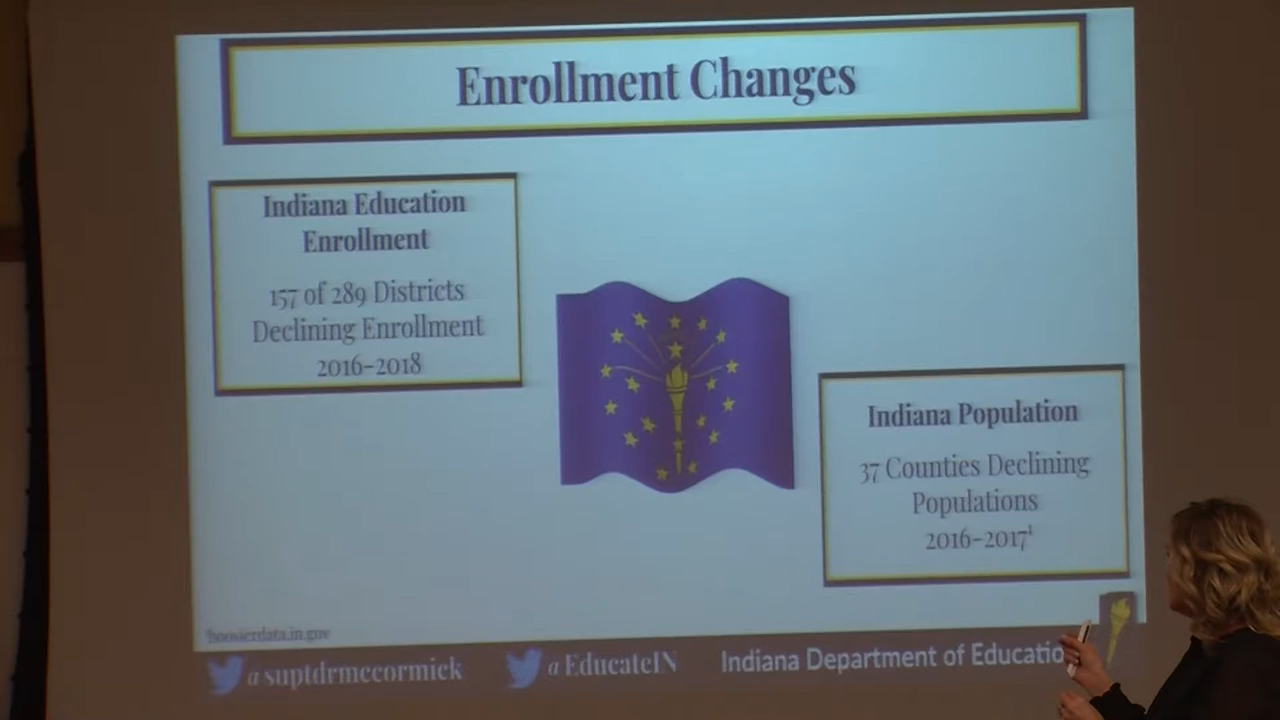 Enrollment Changes
Indiana Education
Enrollment
157 of 289 Districts
Declining Enrollment
2016–2018
Indiana Population
37 Counties Declining
Populations
2016–2017¹
¹hoosierdata.in.gov
@suptdrmccormick
@EducateIN
Indiana Department of Educatio